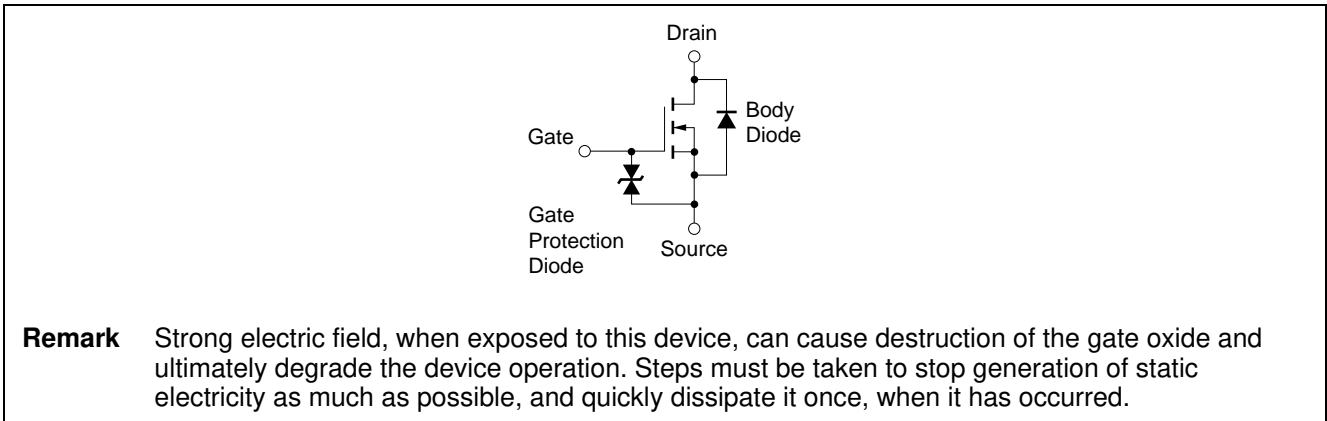 Drain
Body
Diode
Gate
Gate
Protection
Diode
Source
Remark Strong electric field, when exposed to this device, can cause destruction of the gate oxide and
ultimately degrade the device operation. Steps must be taken to stop generation of static
electricity as much as possible, and quickly dissipate it once, when it has occurred.